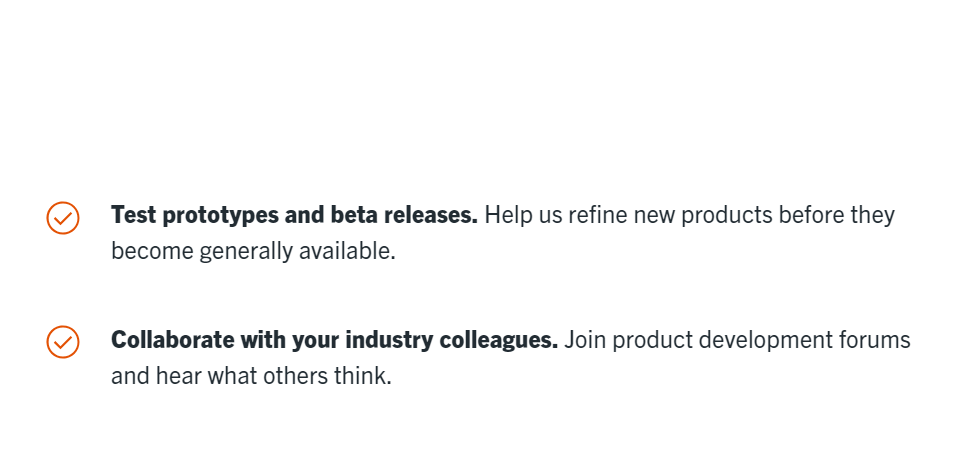 Test prototypes and beta releases. Help us refine new products before they
become generally available.
Collaborate with your industry colleagues. Join product development forums
and hear what others think.